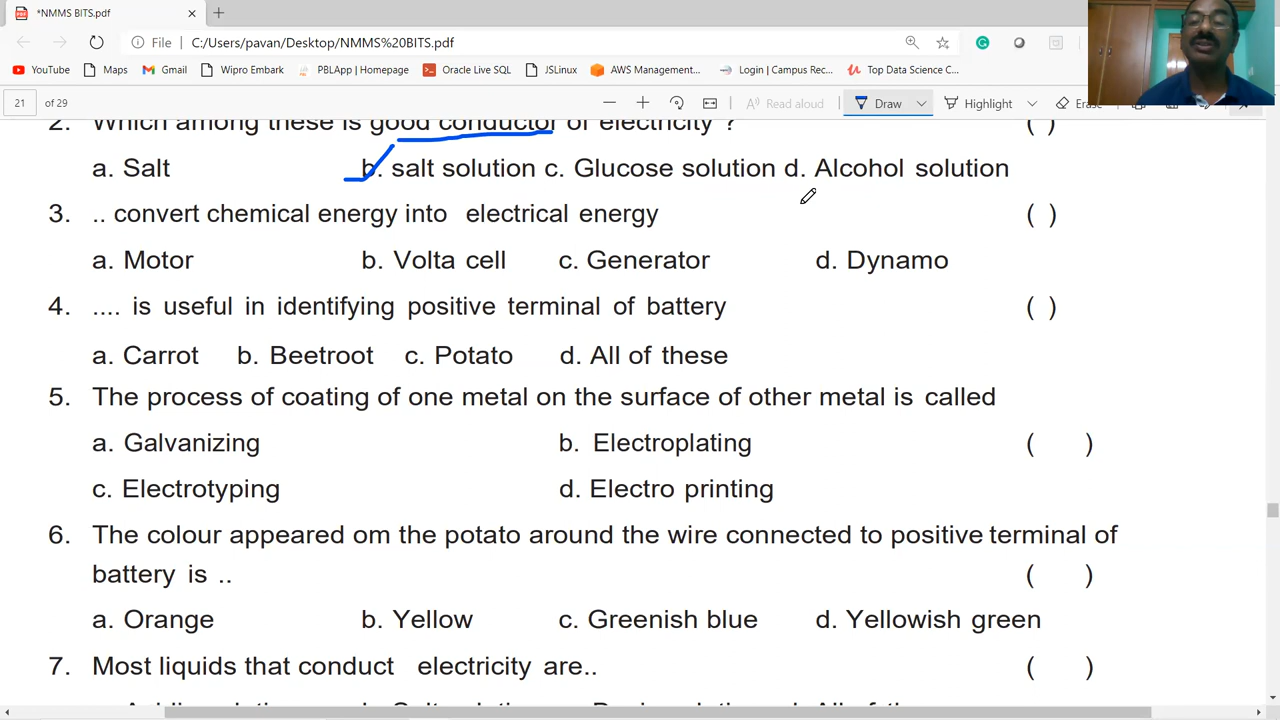 *NMMS BITS.pdf
File C:/Users/pavan/Desktop/NMMS%20BITS.pdf
YouTube Maps Gmail Wipro Embark PBLApp | Homepage Oracle Live SQL JSLinux AWS Management... Login | Campus Rec... Top Data Science C...
21 of 29 Read aloud Draw Highlight Erase
2. Which among these is good conductor of electricity ? ( )
a. Salt b. salt solution c. Glucose solution d. Alcohol solution
3. .. convert chemical energy into electrical energy ( )
a. Motor b. Volta cell c. Generator d. Dynamo
4. .... is useful in identifying positive terminal of battery ( )
a. Carrot b. Beetroot c. Potato d. All of these
5. The process of coating of one metal on the surface of other metal is called
a. Galvanizing b. Electroplating ( )
c. Electrotyping d. Electro printing
6. The colour appeared om the potato around the wire connected to positive terminal of
battery is .. ( )
a. Orange b. Yellow c. Greenish blue d. Yellowish green
7. Most liquids that conduct electricity are.. ( )